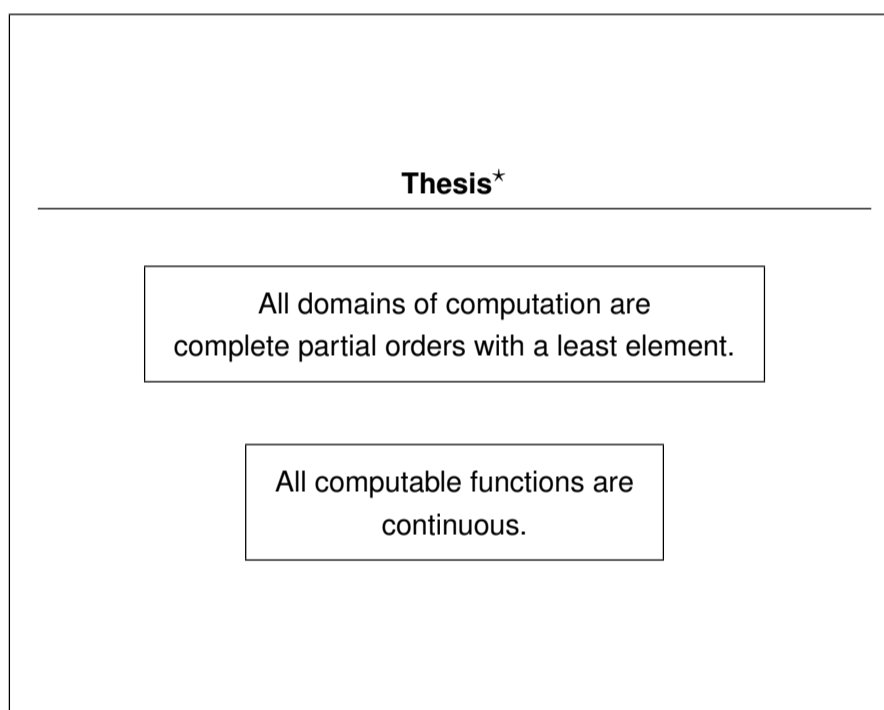 Thesis*
All domains of computation are
complete partial orders with a least element.
All computable functions are
continuous.